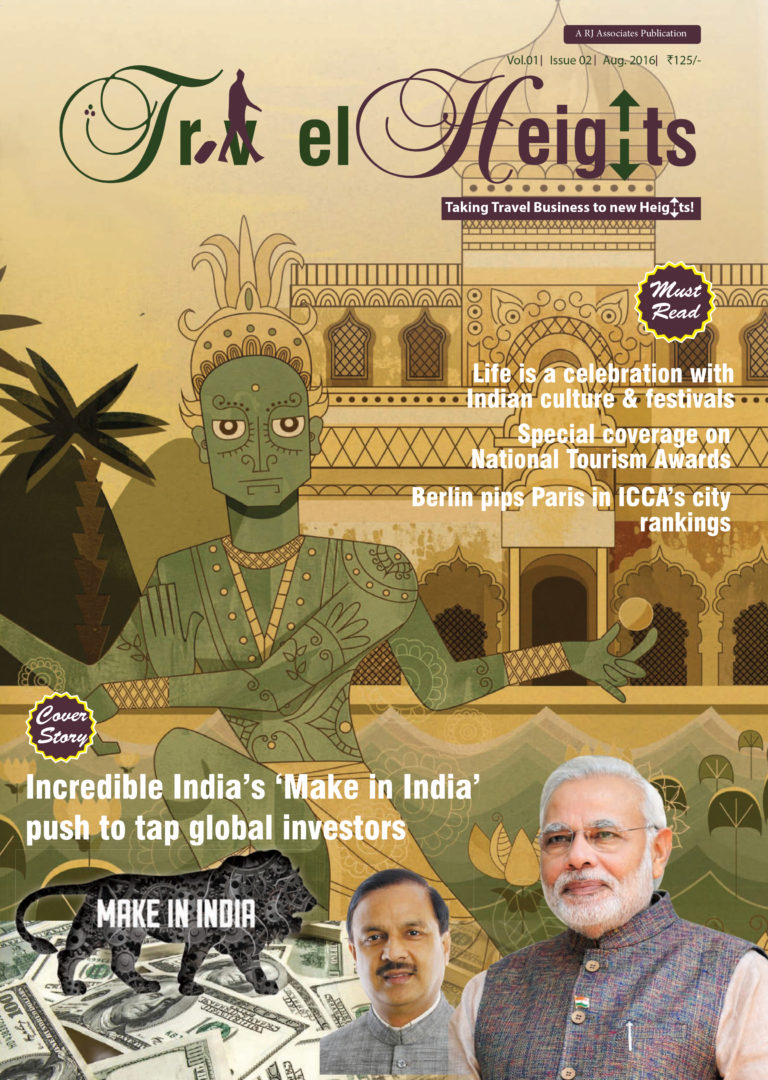 A RJ Associates Publication
Vol.01| Issue 02| Aug. 2016| ₹125/-
Travel Heights
Taking Travel Business to new Heights!
Must
Read
Life is a celebration with
Indian culture & festivals
Special coverage on
National Tourism Awards
Berlin pips Paris in ICCA's city
rankings
Cover
Story
Incredible India's 'Make in India'
push to tap global investors
MAKE IN INDIA
100